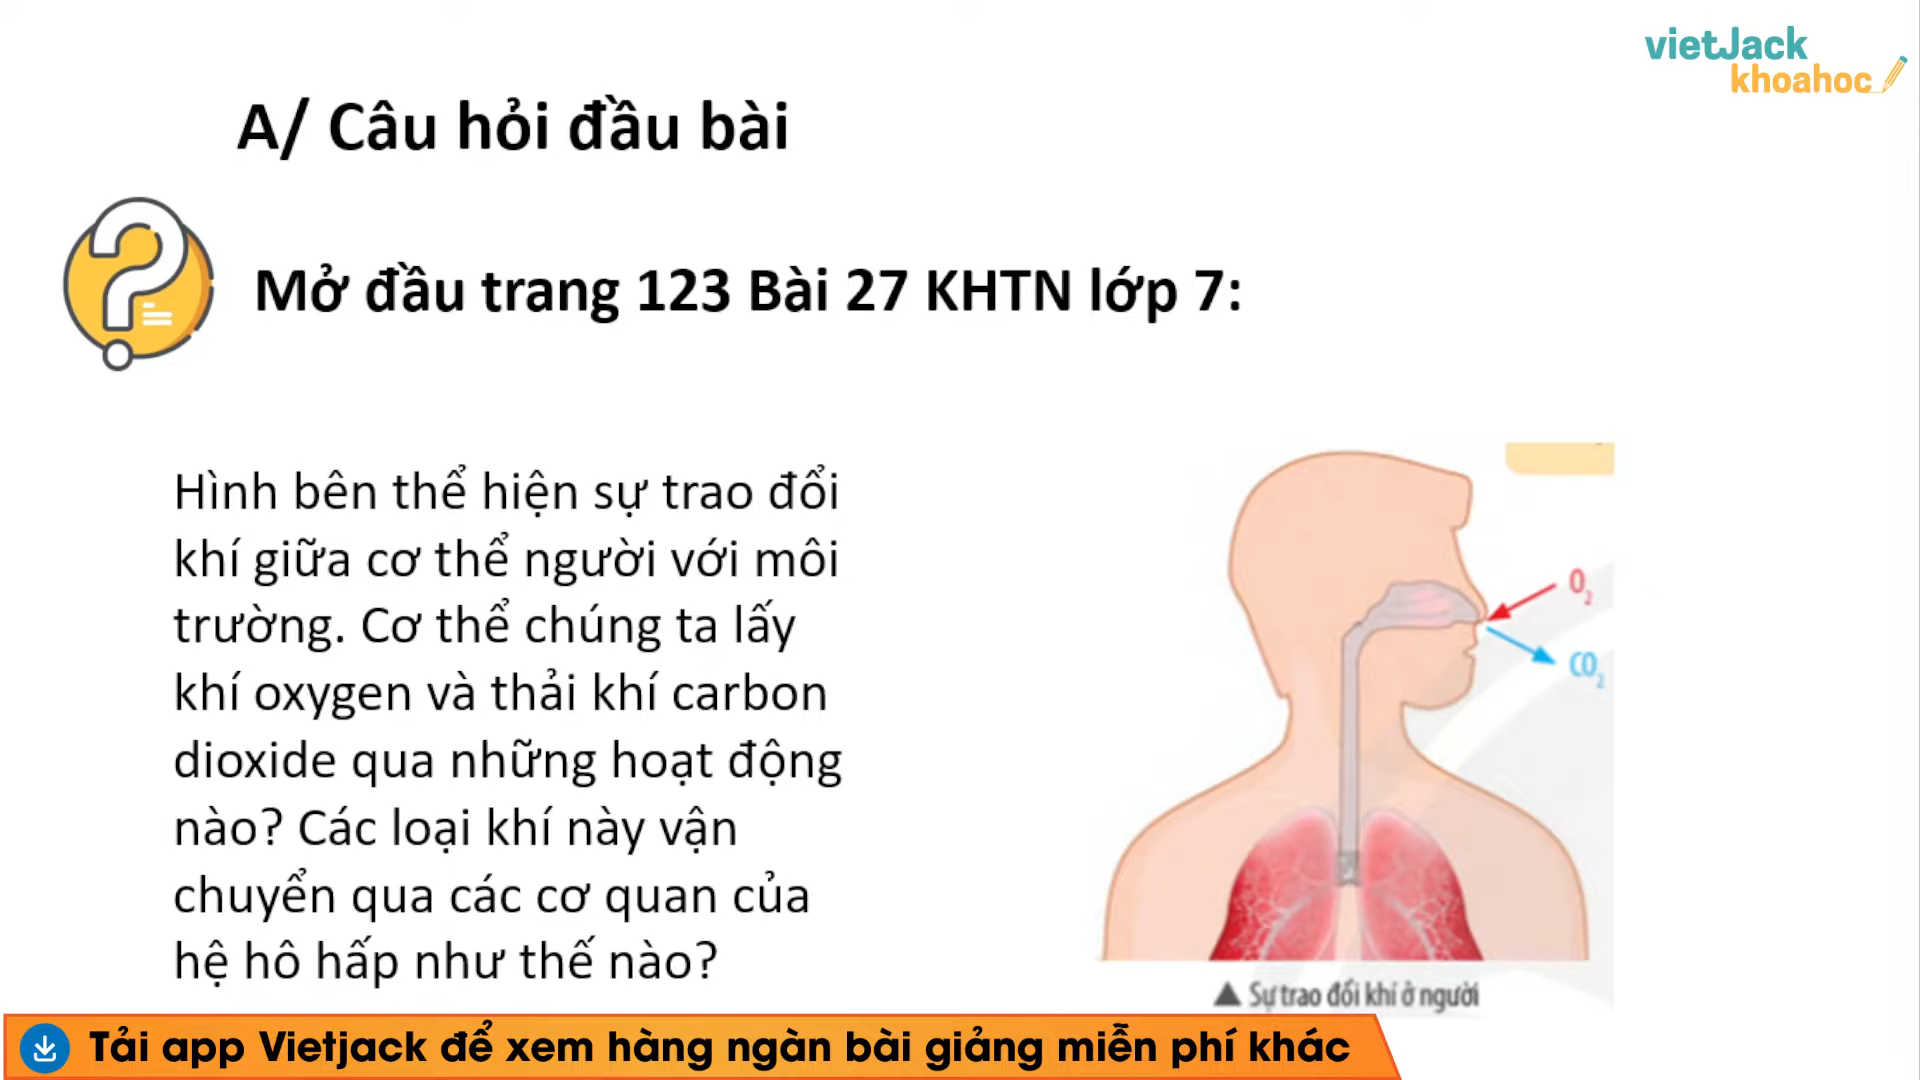 vietJack
khoahoc
A/ Câu hỏi đầu bài
Mở đầu trang 123 Bài 27 KHTN lớp 7:
Hình bên thể hiện sự trao đổi
khí giữa cơ thể người với môi
trường. Cơ thể chúng ta lấy
khí oxygen và thải khí carbon
dioxide qua những hoạt động
nào? Các loại khí này vận
chuyển qua các cơ quan của
hệ hô hấp như thế nào?
O₂
CO₂
▲ Sự trao đổi khí ở người
Tải app Vietjack để xem hàng ngàn bài giảng miễn phí khác